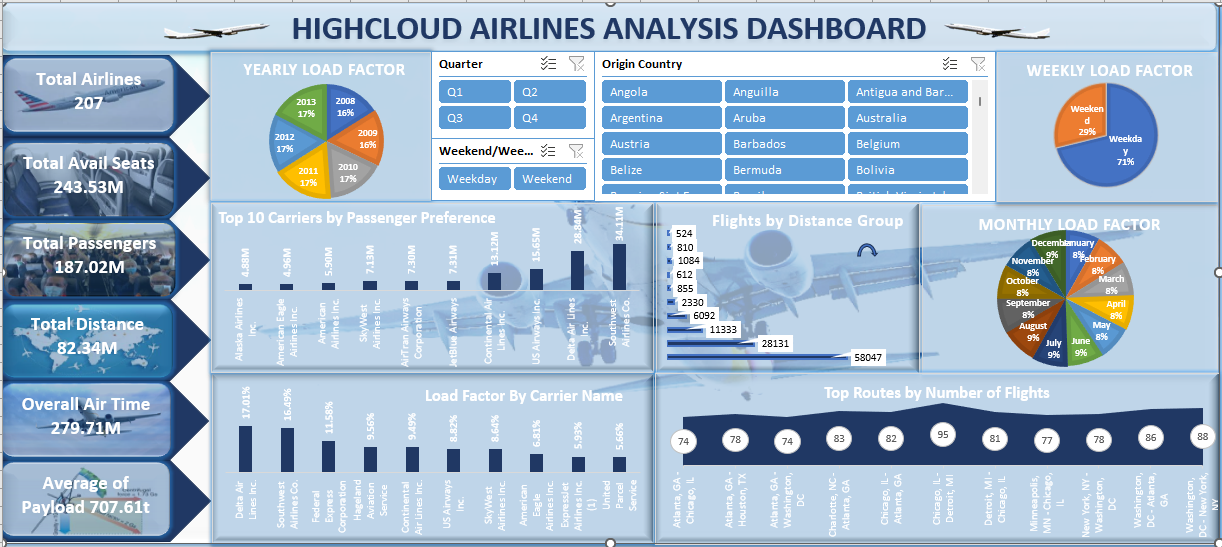 HIGHCLOUD AIRLINES ANALYSIS DASHBOARD
Total Airlines
207
Total Avail Seats
243.53M
Total Passengers
187.02M
Total Distance
82.34M
Overall Air Time
279.71M
Average of
Payload 707.61t
YEARLY LOAD FACTOR
2013
17%
2008
16%
2012
17%
2009
16%
2011
17%
2010
17%
Quarter
Q1
Q2
Q3
Q4
Weekend/Wee...
Weekday
Weekend
Origin Country
Angola
Anguilla
Antigua and Bar...
Argentina
Aruba
Australia
Austria
Barbados
Belgium
Belize
Bermuda
Bolivia
WEEKLY LOAD FACTOR
Weeken
d
29%
Weekda
y
71%
Top 10 Carriers by Passenger Preference
4.88M
4.98M
5.90M
7.13M
7.30M
7.31M
13.12M
15.65M
28.84M
34.11M
Alaska Airlines
Inc.
American Eagle
Airlines Inc.
American
Airlines Inc.
SkyWest
Airlines Inc.
AirTran Airways
Corporation
JetBlue Airways
Continental Air
Lines Inc.
US Airways Inc.
Delta Air Lines
Inc.
Southwest
Airlines Co.
Flights by Distance Group
524
810
1084
612
855
2330
6092
11333
28131
58047
MONTHLY LOAD FACTOR
December
9%
January
8%
November
8%
February
8%
October
8%
March
8%
September
8%
April
8%
August
9%
May
8%
July
9%
June
9%
Load Factor By Carrier Name
17.01%
16.49%
11.58%
9.56%
9.49%
8.82%
8.64%
6.81%
5.93%
5.66%
Delta Air
Lines Inc.
Southwest
Airlines Co.
Federal
Express
Corporation
Hageland
Aviation
Service
Continental
Air Lines Inc.
US Airways
Inc.
SkyWest
Airlines Inc.
American
Eagle
Airlines Inc.
ExpressJet
Airlines Inc.
(1)
United
Parcel
Service
Top Routes by Number of Flights
74
78
74
83
82
95
81
77
78
86
88
Atlanta, GA -
Chicago, IL
Atlanta, GA -
Houston, TX
Atlanta, GA -
Washington,
DC
Charlotte, NC -
Atlanta, GA
Chicago, IL -
Atlanta, GA
Chicago, IL -
Detroit, MI
Detroit, MI -
Chicago, IL
Minneapolis,
MN - Chicago,
IL
New York, NY -
Washington,
DC
Washington,
DC - Atlanta,
GA
Washington,
DC - New York,
NY